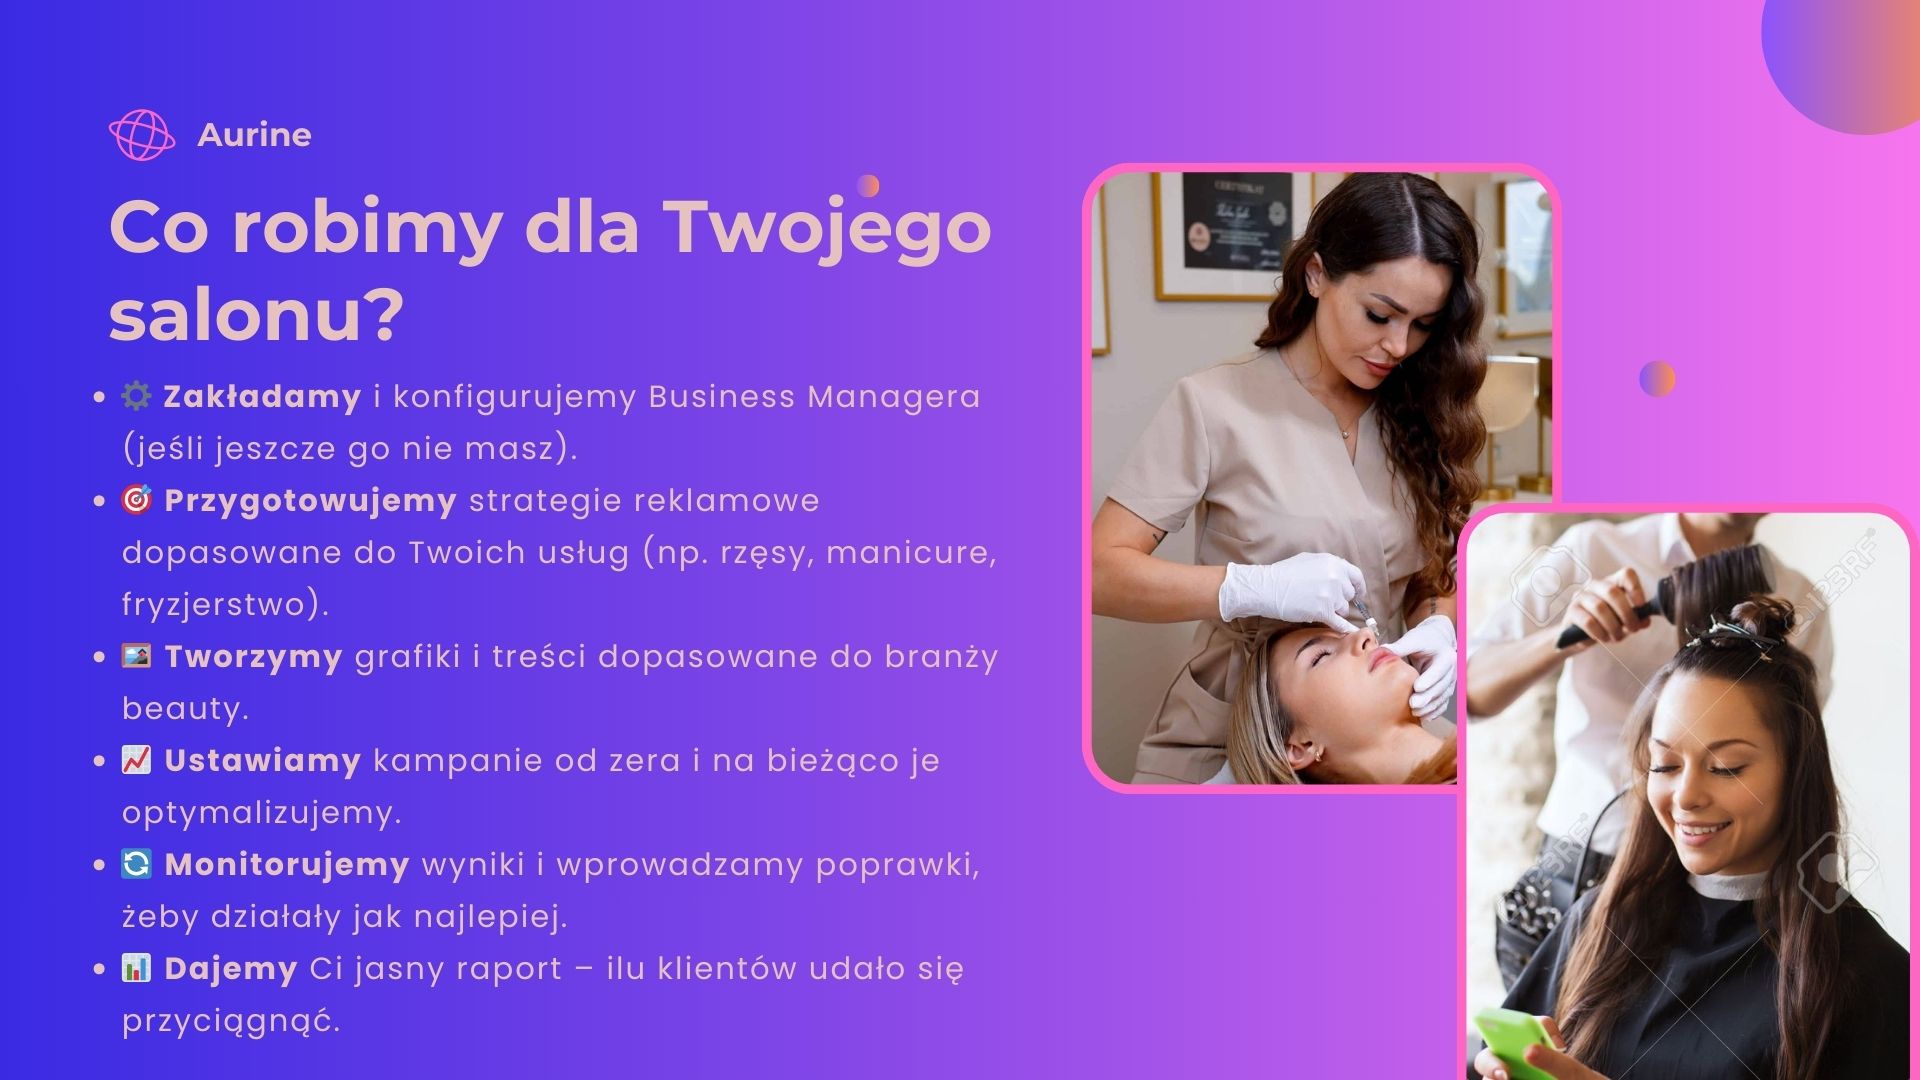 Aurine
Co robimy dla Twojego
salonu?
• ⚙️ Zakładamy i konfigurujemy Business Managera
(jeśli jeszcze go nie masz).
• 🎯 Przygotowujemy strategie reklamowe
dopasowane do Twoich usług (np. rzęsy, manicure,
fryzjerstwo).
• 🖼️ Tworzymy grafiki i treści dopasowane do branży
beauty.
• 📈 Ustawiamy kampanie od zera i na bieżąco je
optymalizujemy.
• 🔄 Monitorujemy wyniki i wprowadzamy poprawki,
żeby działały jak najlepiej.
• 📊 Dajemy Ci jasny raport – ilu klientów udało się
przyciągnąć.
CERTYFIKAT
123RF®
123RF